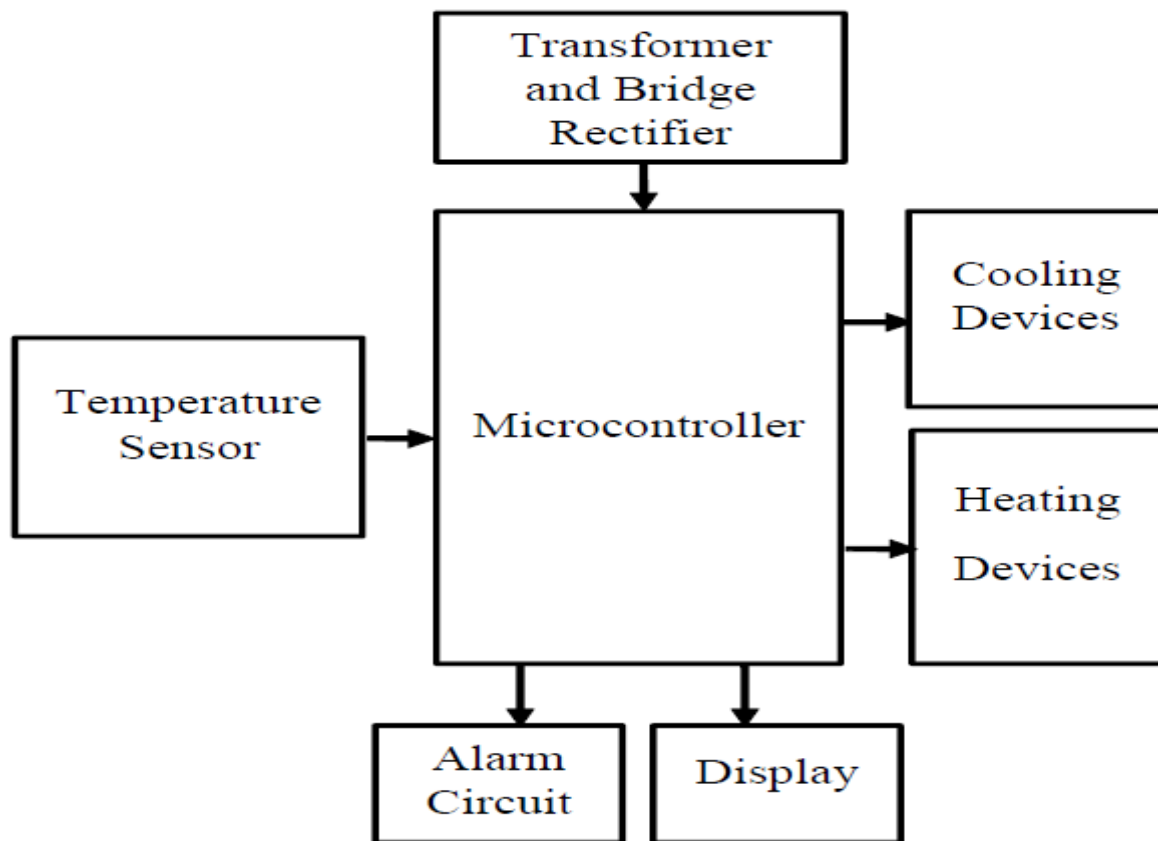 Transformer
and Bridge
Rectifier
Cooling
Devices
Temperature
Sensor
Microcontroller
Heating
Devices
Alarm
Circuit
Display